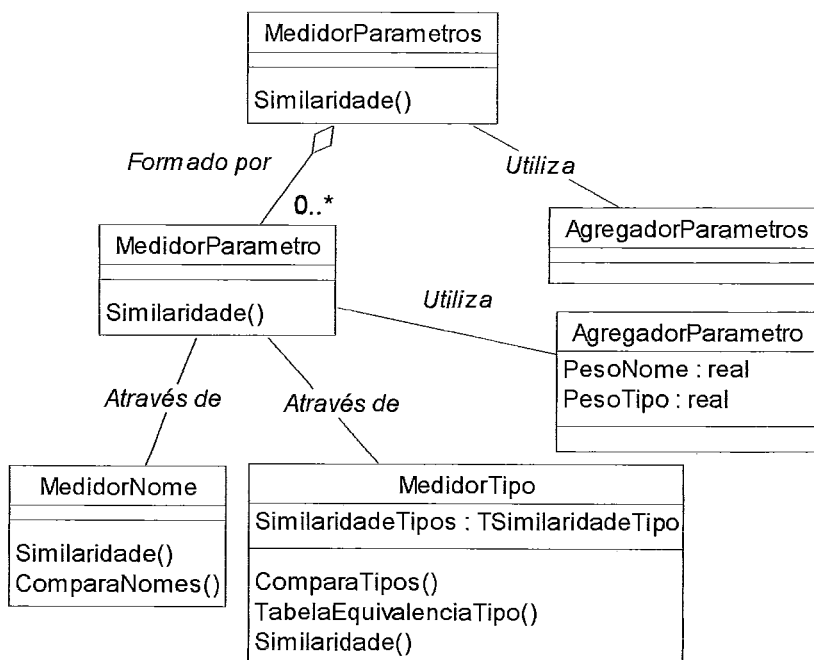 MedidorParametros
Similaridade()
Formado por
Utiliza
0..*
MedidorParametro
Similaridade()
AgregadorParametros
Utiliza
AgregadorParametro
PesoNome : real
PesoTipo : real
Através de
Através de
MedidorNome
Similaridade()
ComparaNomes()
MedidorTipo
SimilaridadeTipos : TSimilaridadeTipo
ComparaTipos()
TabelaEquivalenciaTipo()
Similaridade()